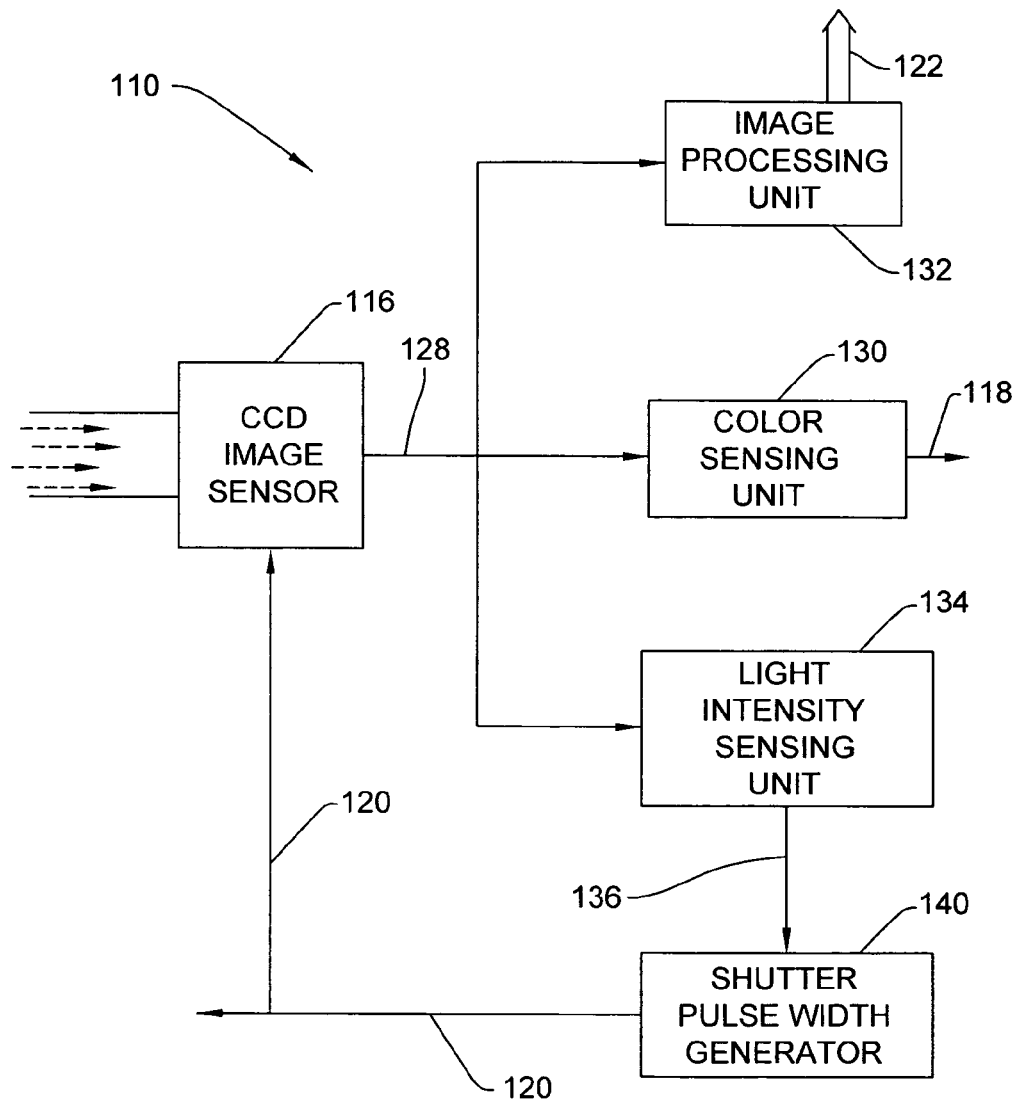 122
110
IMAGE
PROCESSING
UNIT
132
116
128
130
118
CCD
IMAGE
SENSOR
COLOR
SENSING
UNIT
134
LIGHT
INTENSITY
SENSING
UNIT
120
136
140
SHUTTER
PULSE WIDTH
GENERATOR
120